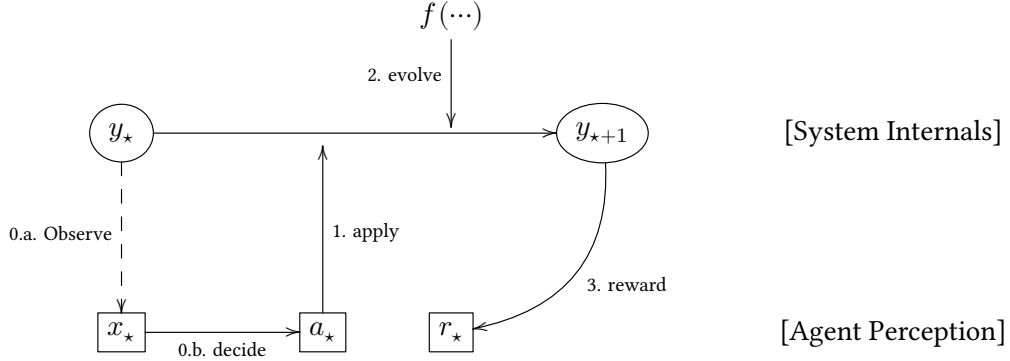 f(⋯)
2. evolve
y⋆
y⋆+1
[System Internals]
0.a. Observe
1. apply
3. reward
x⋆
0.b. decide
a⋆
r⋆
[Agent Perception]